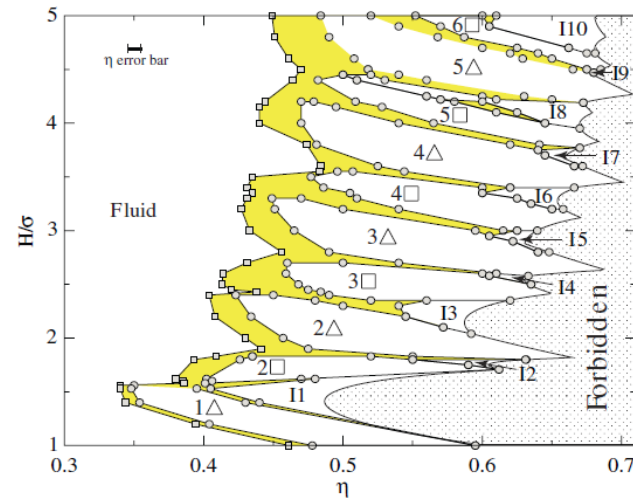 5
4
3
2
1
H/σ
0.3
0.4
0.5
0.6
0.7
η
η error bar
Fluid
Forbidden
6□
I10
5△
I9
I8
5□
I7
4△
I6
4□
I5
3△
I4
3□
I3
2△
I2
2□
I1
1△